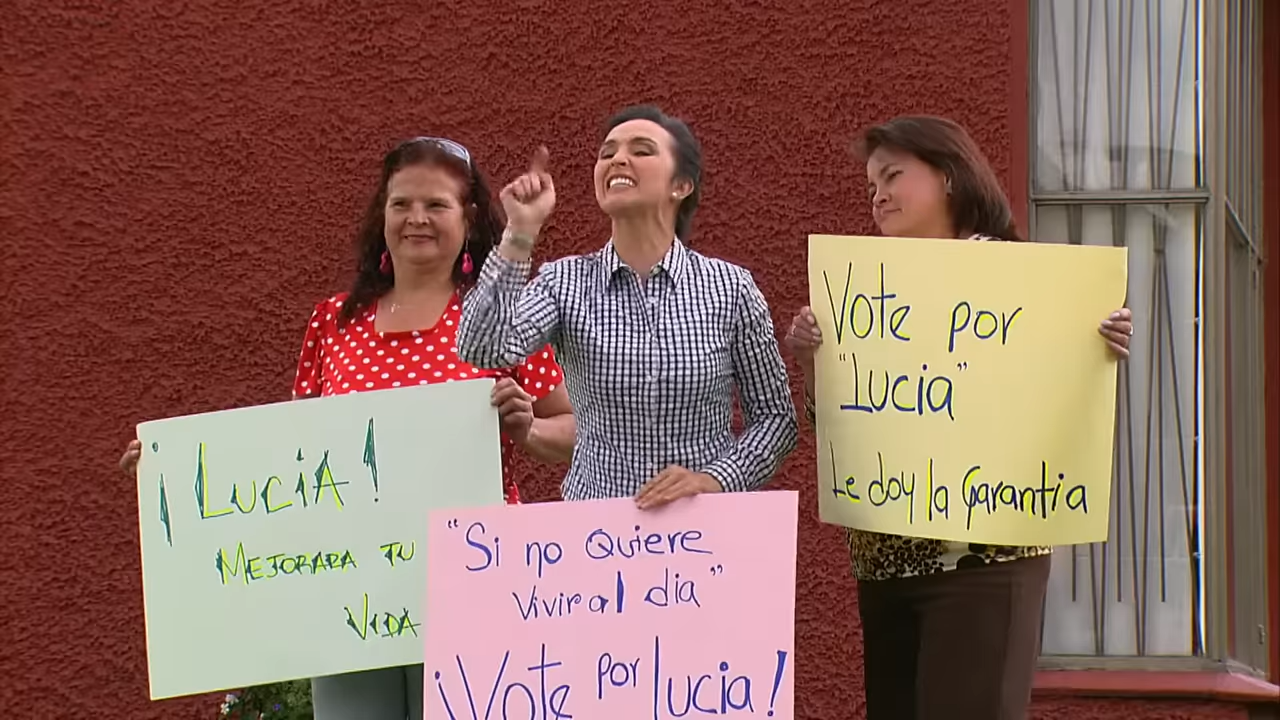 ¡LUCIA!
MEJORARA TU
VIDA
"Si no Quiere
Vivir al dia"
¡Vote por lucia!
Vote por
"Lucia"
Le doy la Garantia